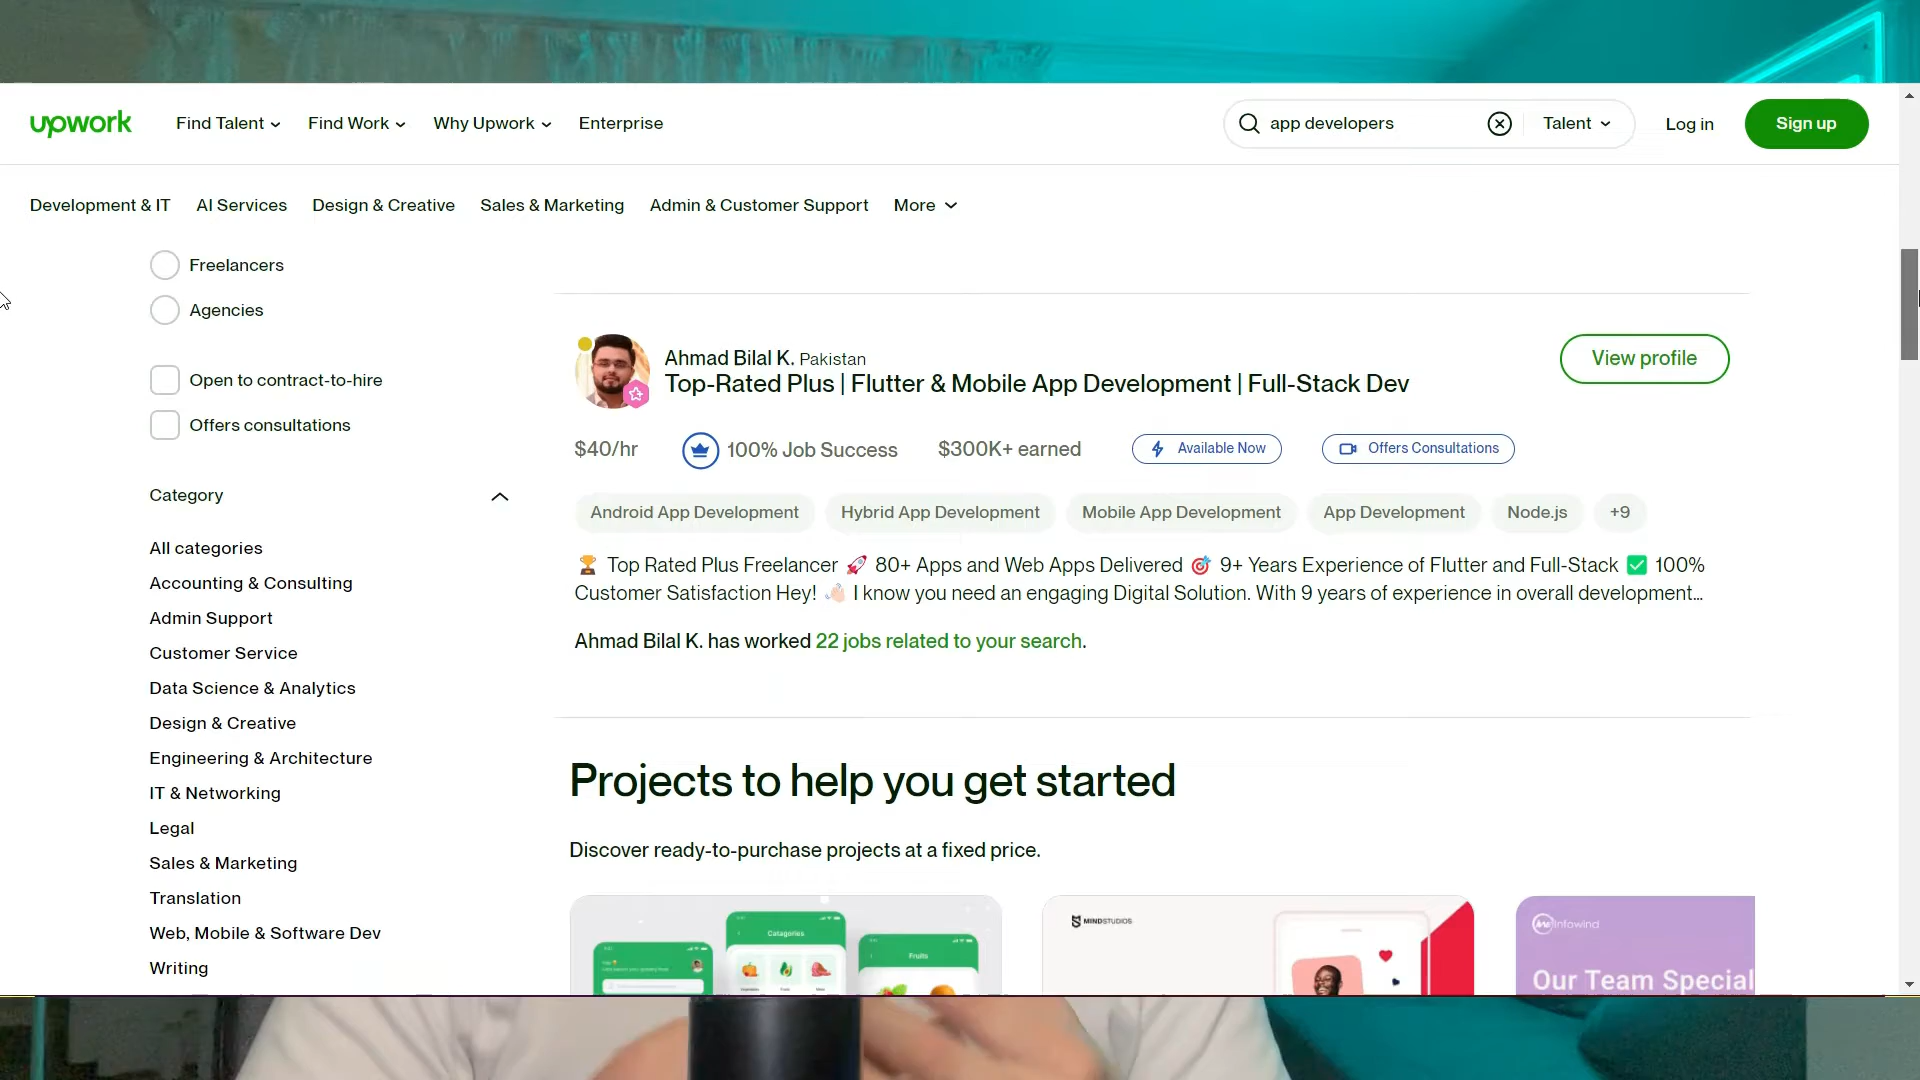 upwork Find Talent Find Work Why Upwork Enterprise app developers Talent Log in Sign up
Development & IT AI Services Design & Creative Sales & Marketing Admin & Customer Support More
Freelancers
Agencies
Open to contract-to-hire
Offers consultations
Category
All categories
Accounting & Consulting
Admin Support
Customer Service
Data Science & Analytics
Design & Creative
Engineering & Architecture
IT & Networking
Legal
Sales & Marketing
Translation
Web, Mobile & Software Dev
Writing
Ahmad Bilal K. Pakistan
Top-Rated Plus | Flutter & Mobile App Development | Full-Stack Dev
View profile
$40/hr 100% Job Success $300K+ earned Available Now Offers Consultations
Android App Development Hybrid App Development Mobile App Development App Development Node.js +9
🏆 Top Rated Plus Freelancer 🚀 80+ Apps and Web Apps Delivered 🎯 9+ Years Experience of Flutter and Full-Stack ✅ 100%
Customer Satisfaction Hey! 👋🏻 I know you need an engaging Digital Solution. With 9 years of experience in overall development...
Ahmad Bilal K. has worked 22 jobs related to your search.
Projects to help you get started
Discover ready-to-purchase projects at a fixed price.
Catagories
Fruits
MINDSTUDIOS
Infowind
Our Team Special